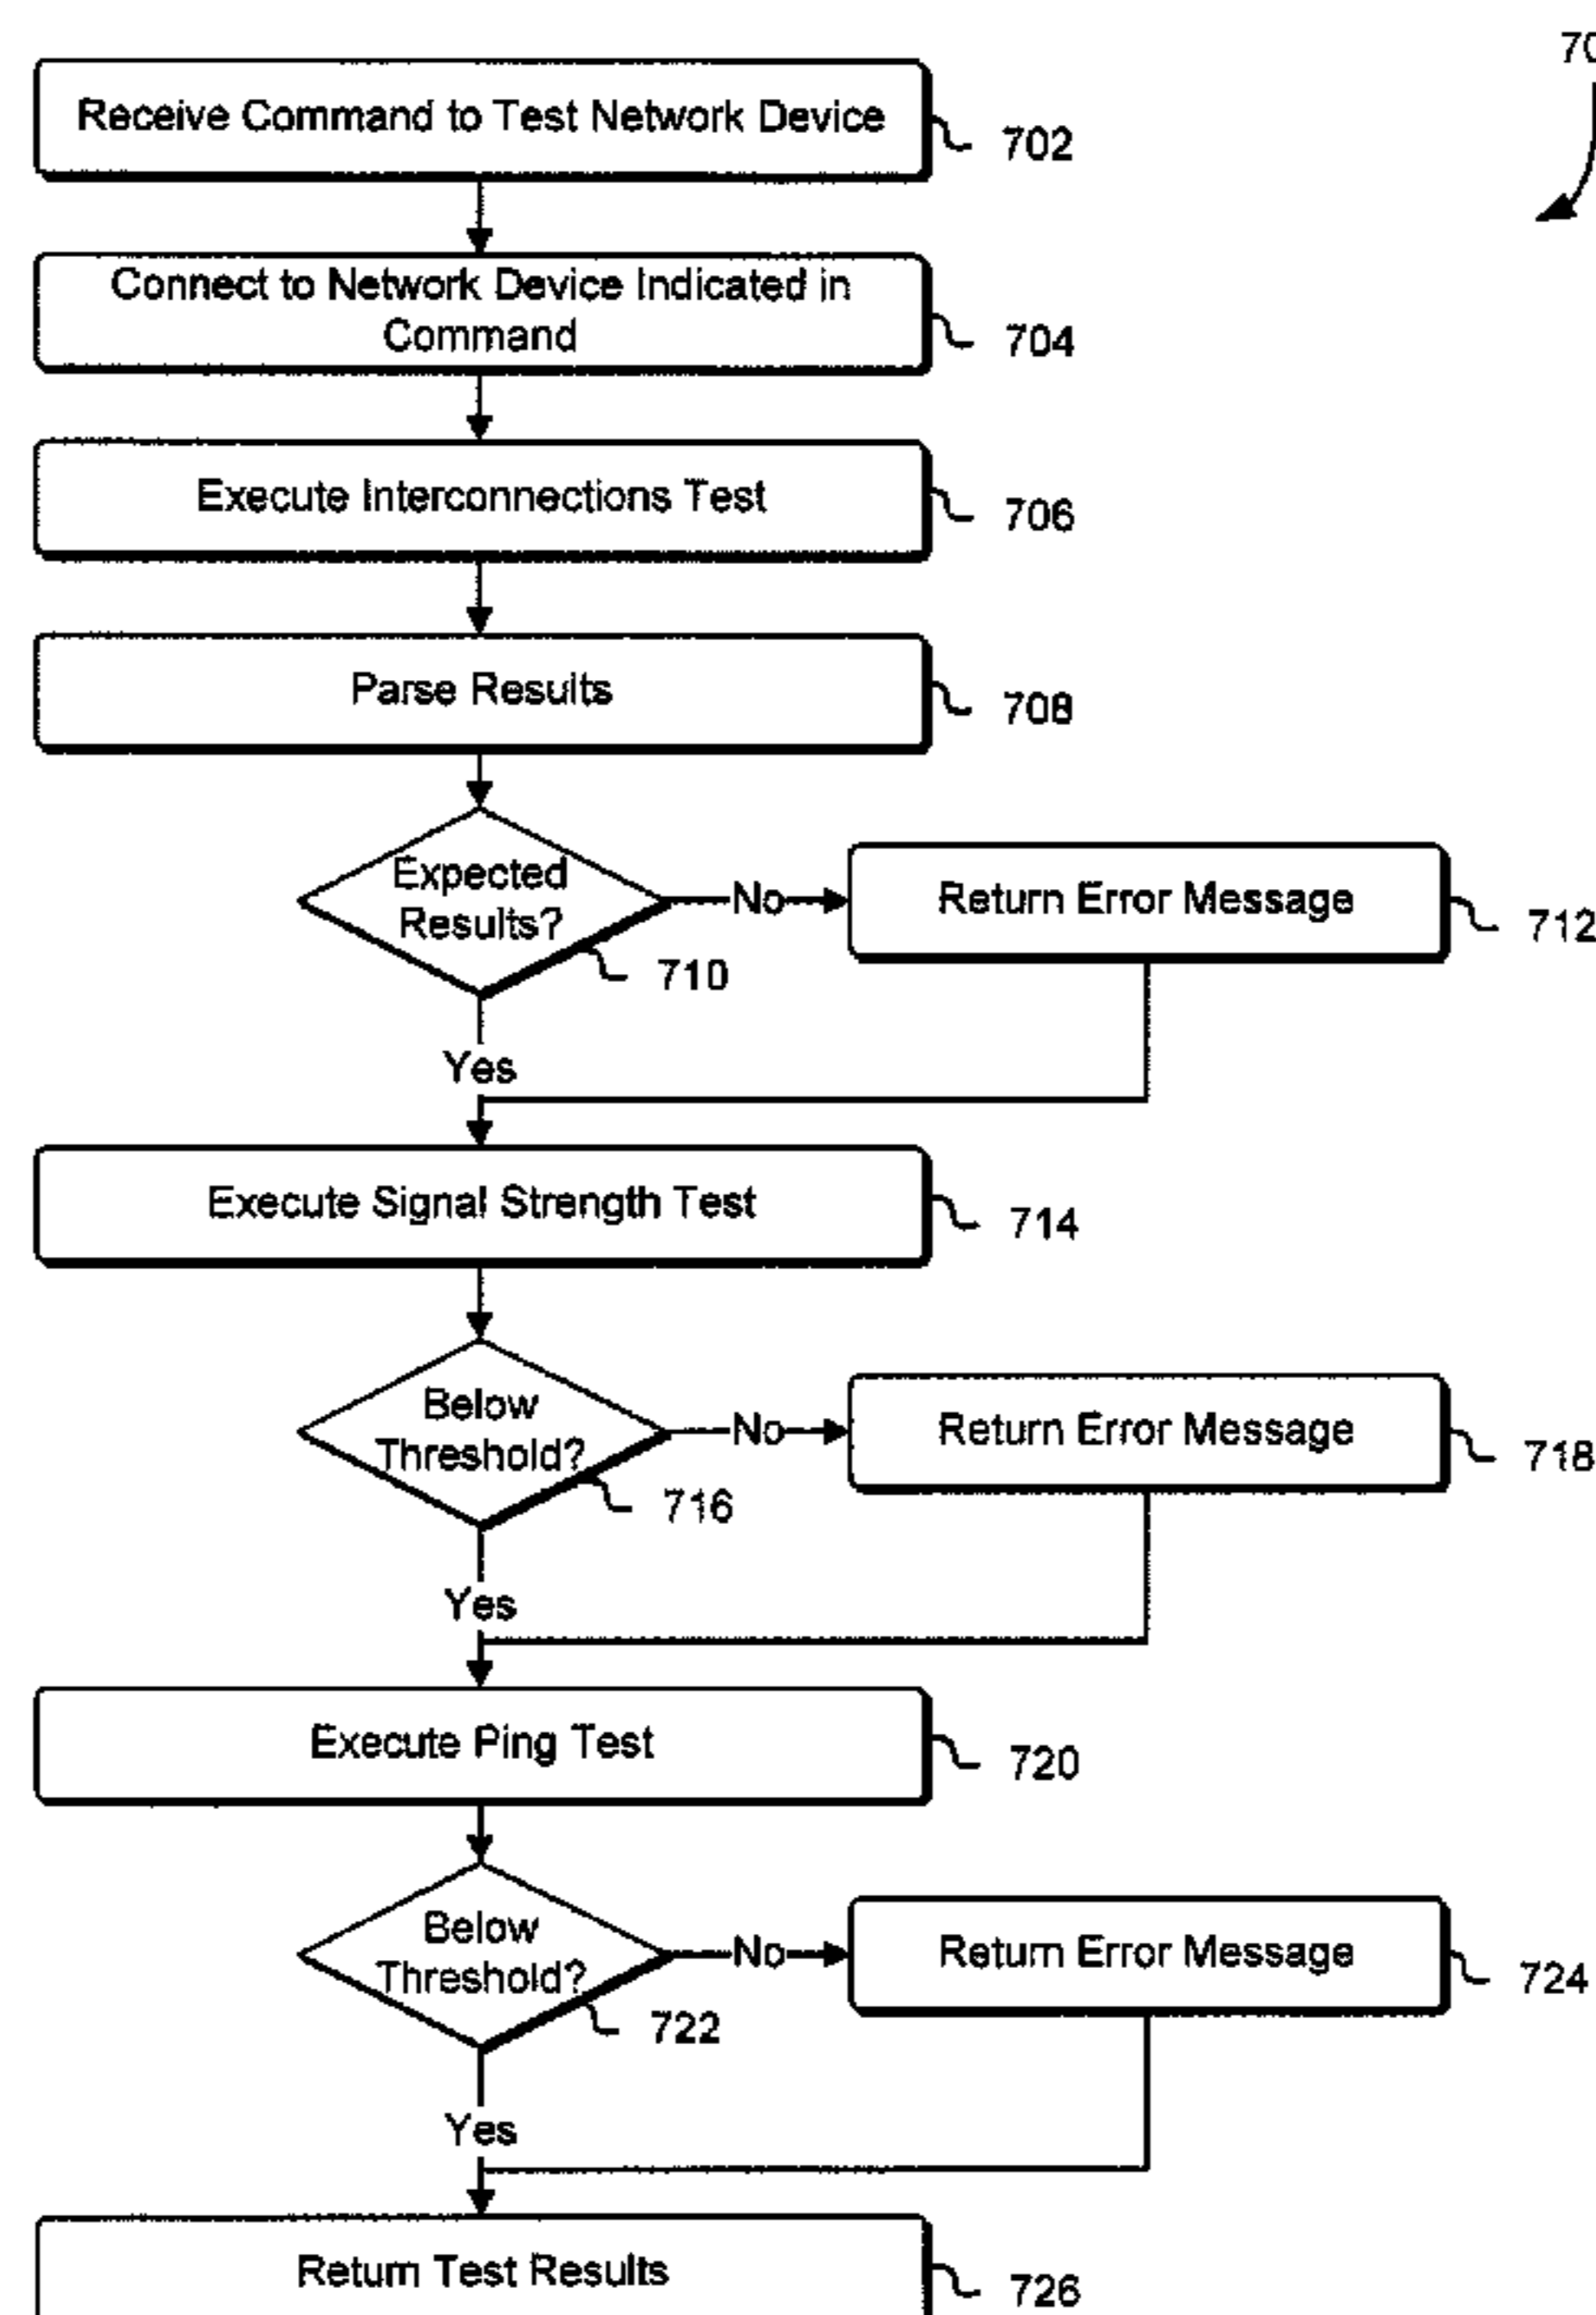 70
Receive Command to Test Network Device
702
Connect to Network Device Indicated in
Command
704
Execute Interconnections Test
706
Parse Results
708
Expected
Results?
No
Return Error Message
712
710
Yes
Execute Signal Strength Test
714
Below
Threshold?
No
Return Error Message
718
716
Yes
Execute Ping Test
720
Below
Threshold?
No
Return Error Message
724
722
Yes
Return Test Results
726